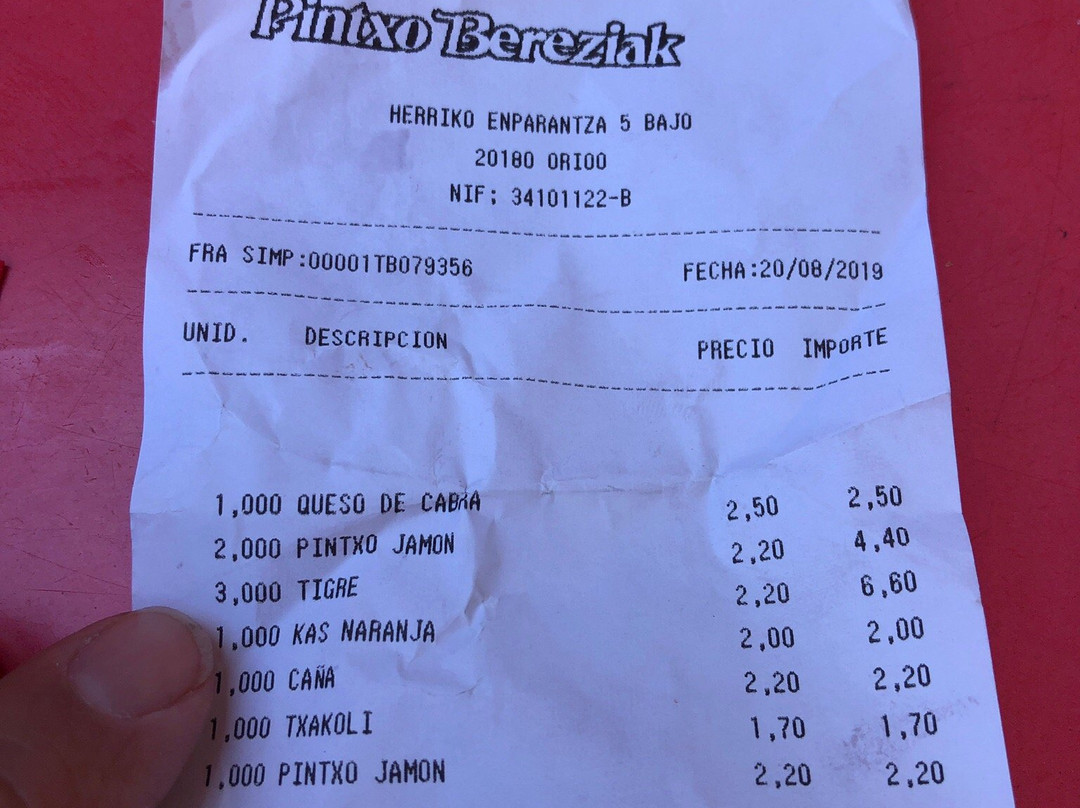 Pintxo Bereziak
HERRIKO ENPARANTZA 5 BAJO
20180 ORIOO
NIF: 34101122-B
FRA SIMP:00001TB079356 FECHA:20/08/2019
UNID. DESCRIPCION PRECIO IMPORTE
1,000 QUESO DE CABRA 2,50 2,50
2,000 PINTXO JAMON 2,20 4,40
3,000 TIGRE 2,20 6,60
1,000 KAS NARANJA 2,00 2,00
1,000 CAÑA 2,20 2,20
1,000 TXAKOLI 1,70 1,70
1,000 PINTXO JAMON 2,20 2,20